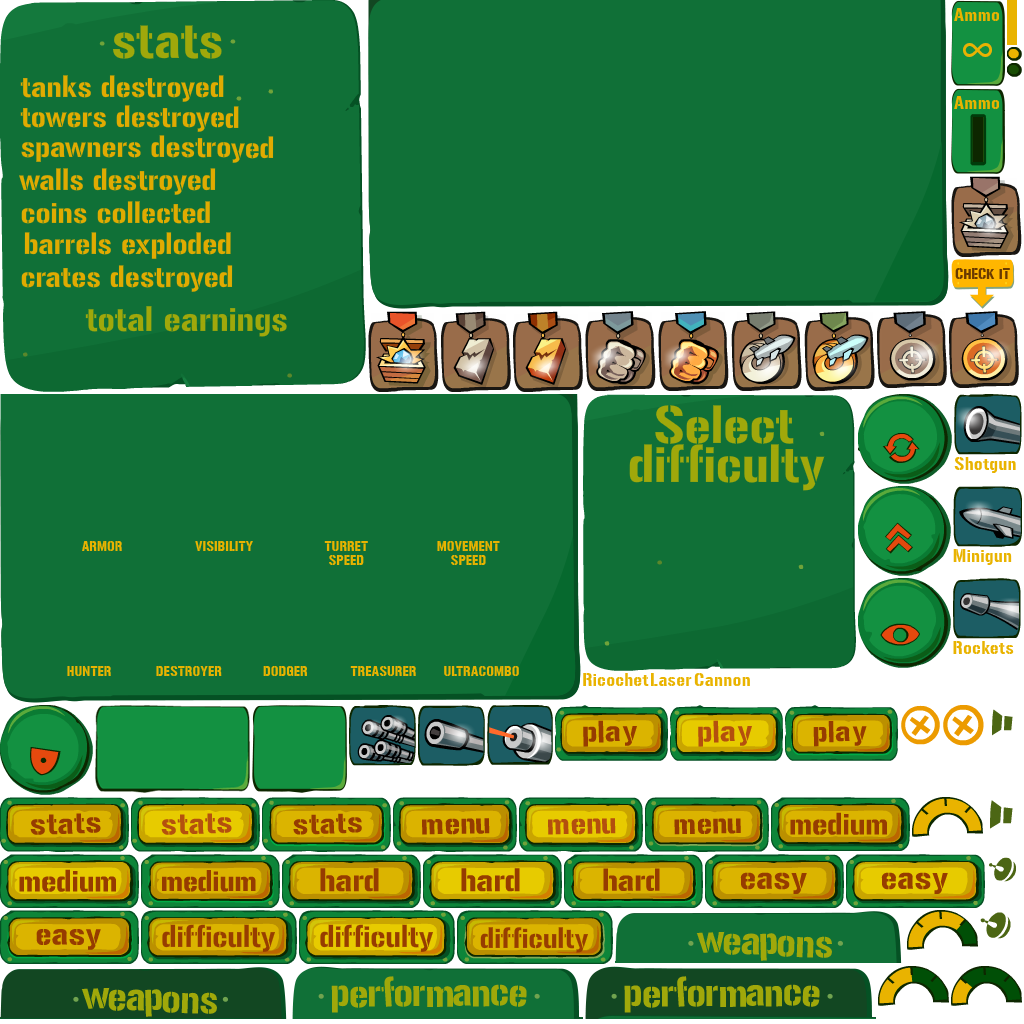 stats
tanks destroyed
towers destroyed
spawners destroyed
walls destroyed
coins collected
barrels exploded
crates destroyed
total earnings
Ammo
∞
Ammo
CHECK IT
ARMOR
VISIBILITY
TURRET
SPEED
MOVEMENT
SPEED
HUNTER
DESTROYER
DODGER
TREASURER
ULTRACOMBO
Select
difficulty
Shotgun
Minigun
Rockets
Ricochet Laser Cannon
play play play
stats stats stats menu menu menu medium
medium medium hard hard hard easy easy
easy difficulty difficulty difficulty
· weapons ·
· weapons · · performance · · performance ·